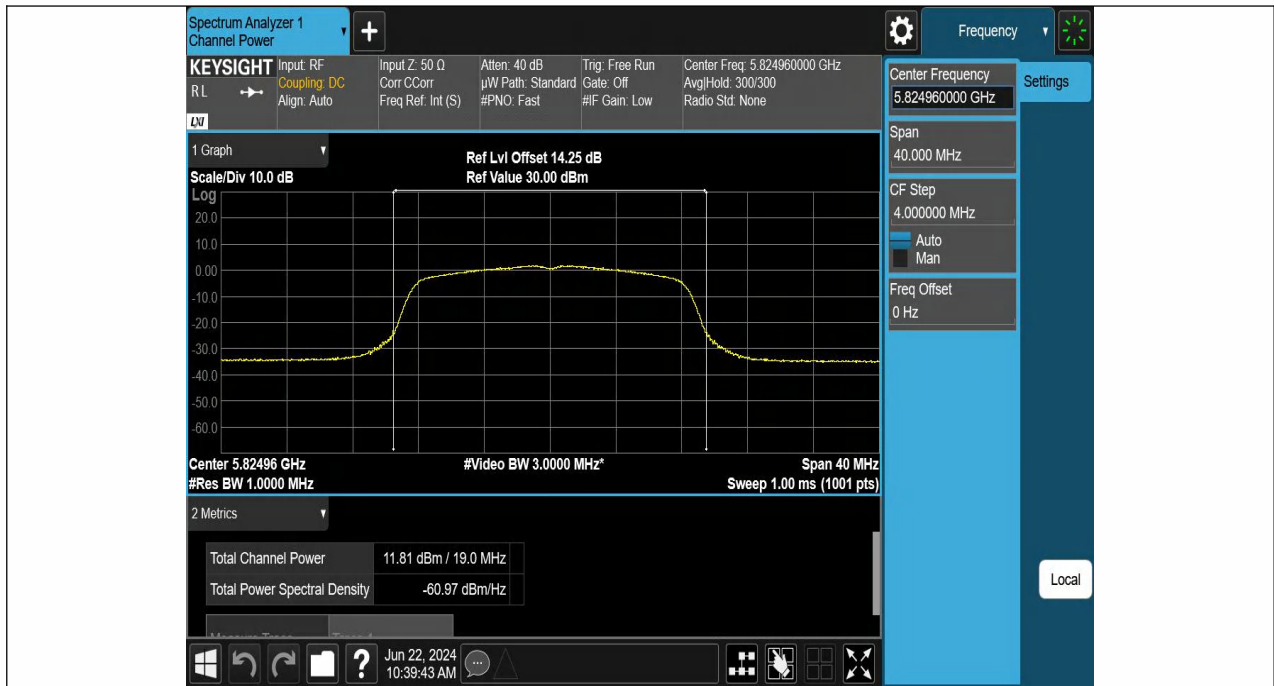 Spectrum Analyzer 1
Channel Power
+
Frequency
KEYSIGHT
R L
LXI
Input: RF
Coupling: DC
Align: Auto
Input Z: 50 Ω
Corr CCorr
Freq Ref: Int (S)
Atten: 40 dB
µW Path: Standard
#PNO: Fast
Trig: Free Run
Gate: Off
#IF Gain: Low
Center Freq: 5.824960000 GHz
Avg|Hold: 300/300
Radio Std: None
Center Frequency
5.824960000 GHz
Settings
Span
40.000 MHz
CF Step
4.000000 MHz
Auto
Man
Freq Offset
0 Hz
1 Graph
Ref Lvl Offset 14.25 dB
Scale/Div 10.0 dB
Ref Value 30.00 dBm
Log
20.0
10.0
0.00
-10.0
-20.0
-30.0
-40.0
-50.0
-60.0
Center 5.82496 GHz
#Video BW 3.0000 MHz*
Span 40 MHz
#Res BW 1.0000 MHz
Sweep 1.00 ms (1001 pts)
2 Metrics
Total Channel Power
11.81 dBm / 19.0 MHz
Total Power Spectral Density
-60.97 dBm/Hz
Local
?
Jun 22, 2024
10:39:43 AM